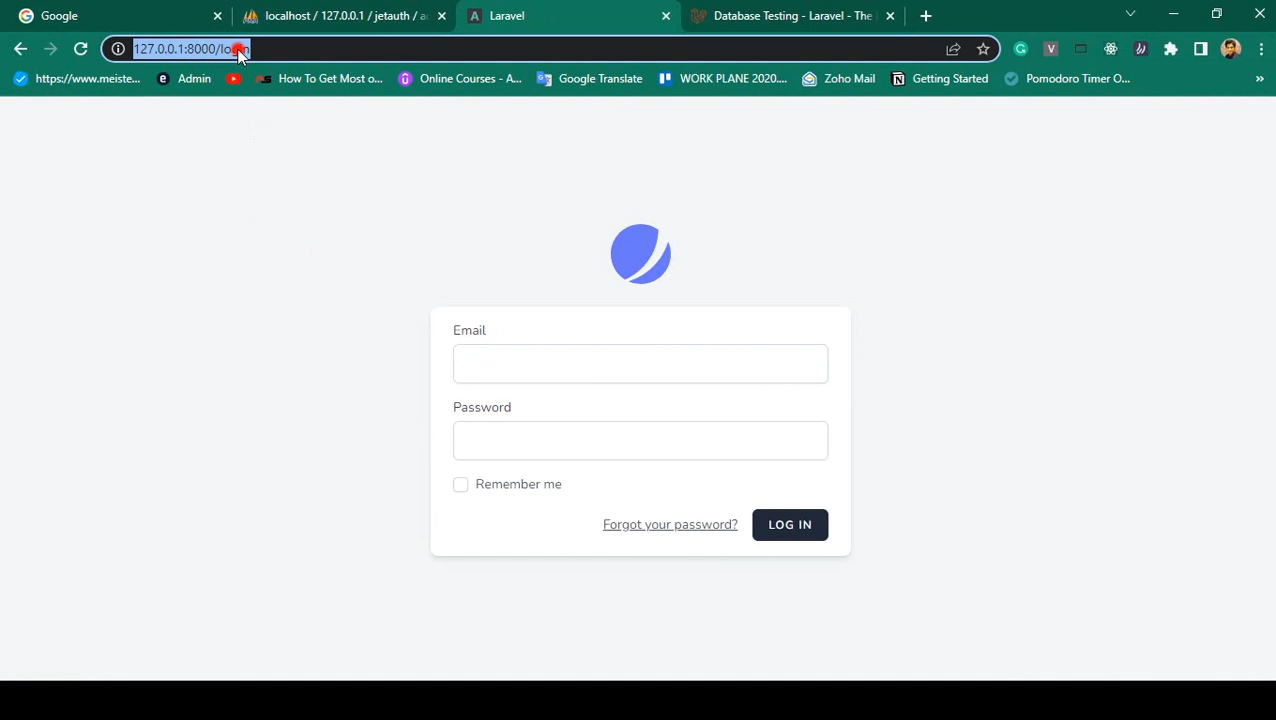 Google
localhost / 127.0.0.1 / jetauth / a
Laravel
Database Testing - Laravel - The
127.0.0.1:8000/login
https://www.meiste...
Admin
How To Get Most o...
Online Courses - A...
Google Translate
WORK PLANE 2020....
Zoho Mail
Getting Started
Pomodoro Timer O...
Email
Password
Remember me
Forgot your password?
LOG IN